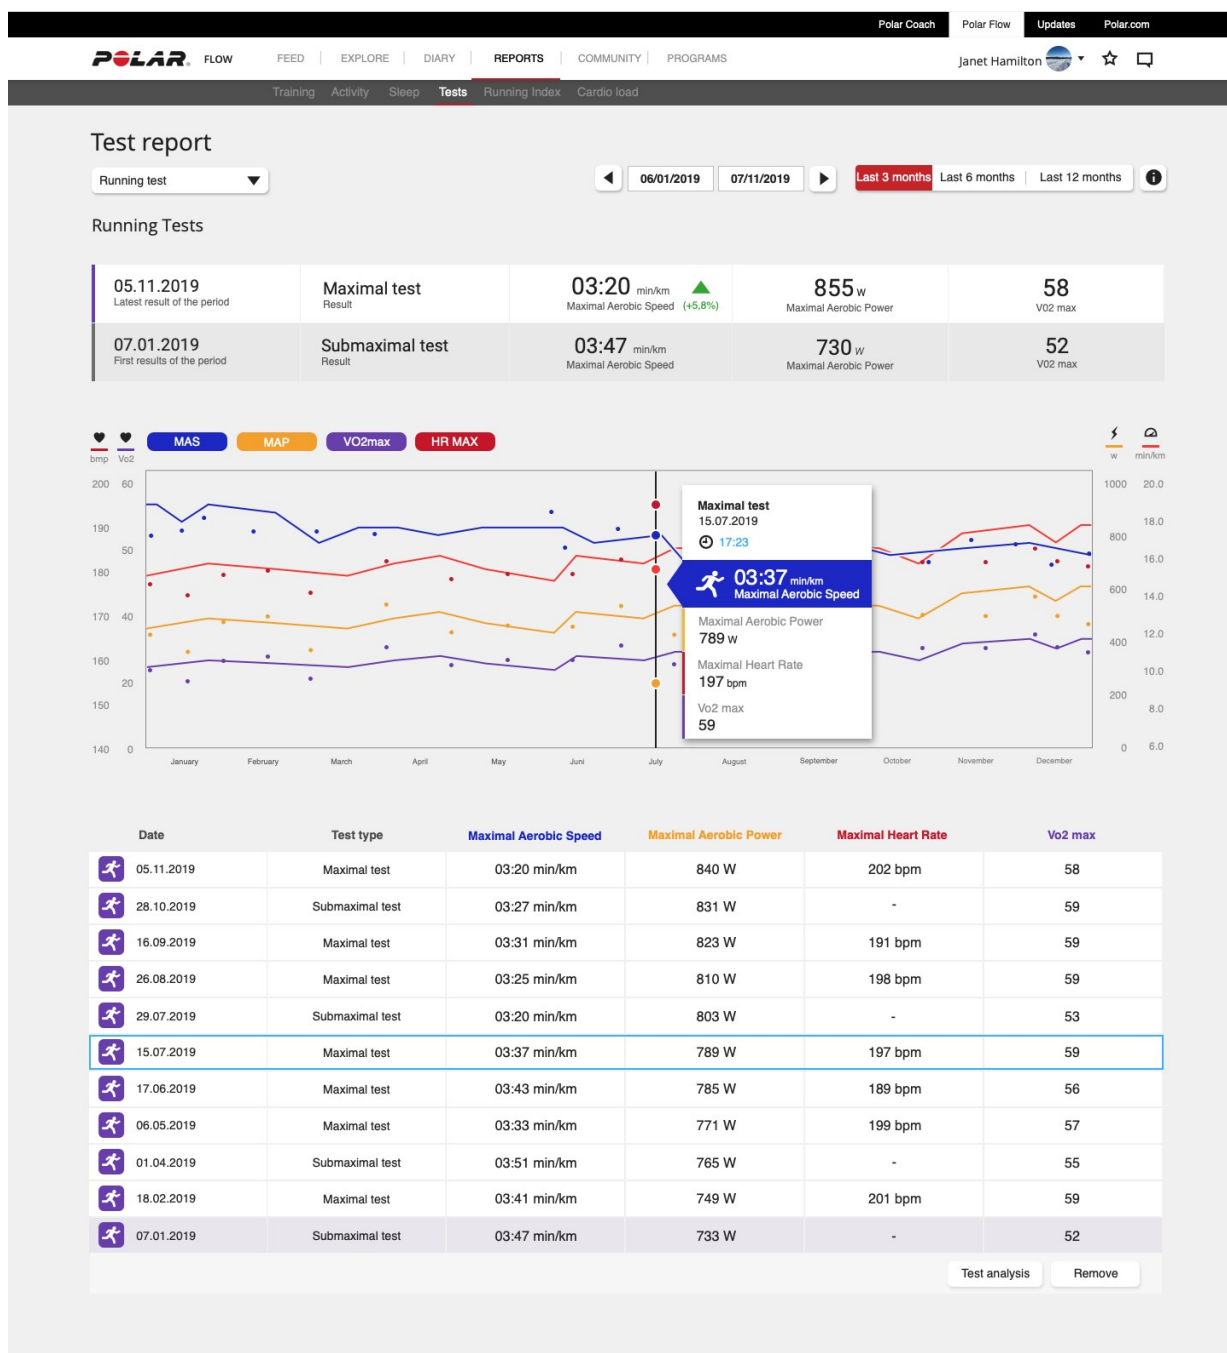 Polar Coach Polar Flow Updates Polar.com
POLAR. FLOW FEED EXPLORE DIARY REPORTS COMMUNITY PROGRAMS Janet Hamilton
Training Activity Sleep Tests Running Index Cardio load
Test report
Running test 06/01/2019 07/11/2019 Last 3 months Last 6 months Last 12 months
Running Tests
05.11.2019 Maximal test 03:20 min/km 855 w 58
Latest result of the period Result Maximal Aerobic Speed (+5,8%) Maximal Aerobic Power V02 max
07.01.2019 Submaximal test 03:47 min/km 730 w 52
First results of the period Result Maximal Aerobic Speed Maximal Aerobic Power V02 max
MAS MAP VO2max HR MAX
bmp Vo2 w min/km
200 60 1000 20.0
190 18.0
50 800
180 16.0
600 14.0
170 40
400 12.0
160 10.0
20 200
150 8.0
140 0 0 6.0
Maximal test
15.07.2019
17:23
03:37 min/km
Maximal Aerobic Speed
Maximal Aerobic Power
789 w
Maximal Heart Rate
197 bpm
Vo2 max
59
January February March April May Juni July August September October November December
Date Test type Maximal Aerobic Speed Maximal Aerobic Power Maximal Heart Rate Vo2 max
05.11.2019 Maximal test 03:20 min/km 840 W 202 bpm 58
28.10.2019 Submaximal test 03:27 min/km 831 W - 59
16.09.2019 Maximal test 03:31 min/km 823 W 191 bpm 59
26.08.2019 Maximal test 03:25 min/km 810 W 198 bpm 59
29.07.2019 Submaximal test 03:20 min/km 803 W - 53
15.07.2019 Maximal test 03:37 min/km 789 W 197 bpm 59
17.06.2019 Maximal test 03:43 min/km 785 W 189 bpm 56
06.05.2019 Maximal test 03:33 min/km 771 W 199 bpm 57
01.04.2019 Submaximal test 03:51 min/km 765 W - 55
18.02.2019 Maximal test 03:41 min/km 749 W 201 bpm 59
07.01.2019 Submaximal test 03:47 min/km 733 W - 52
Test analysis Remove